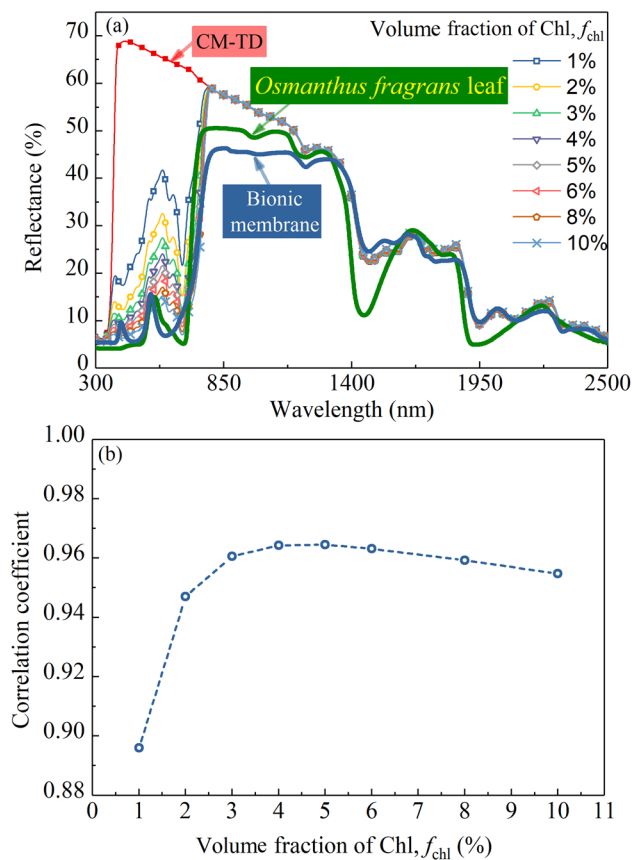 (a)
CM-TD
Volume fraction of Chl, fchl
1%
2%
3%
4%
5%
6%
8%
10%
Osmanthus fragrans leaf
Bionic
membrane
Reflectance (%)
70
60
50
40
30
20
10
0
300 850 1400 1950 2500
Wavelength (nm)
(b)
Correlation coefficient
1.00
0.98
0.96
0.94
0.92
0.90
0.88
0 1 2 3 4 5 6 7 8 9 10 11
Volume fraction of Chl, fchl (%)